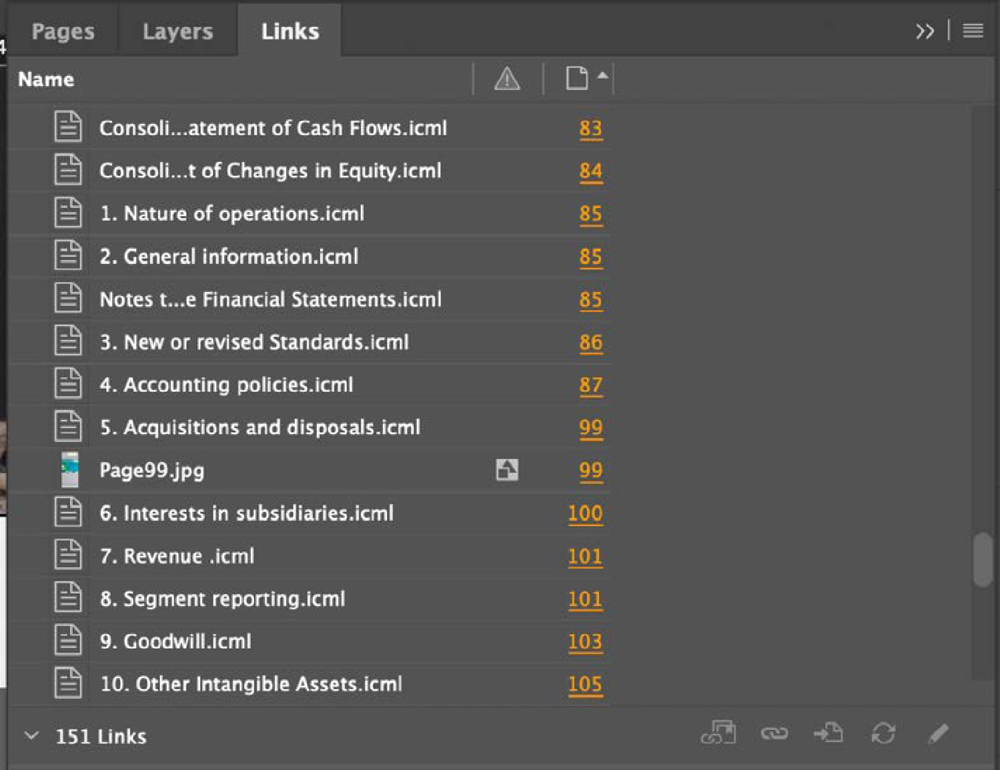 Pages Layers Links
4
Name
Consoli...atement of Cash Flows.icml 83
Consoli...t of Changes in Equity.icml 84
1. Nature of operations.icml 85
2. General information.icml 85
Notes t...e Financial Statements.icml 85
3. New or revised Standards.icml 86
4. Accounting policies.icml 87
5. Acquisitions and disposals.icml 99
Page99.jpg 99
6. Interests in subsidiaries.icml 100
7. Revenue .icml 101
8. Segment reporting.icml 101
9. Goodwill.icml 103
10. Other Intangible Assets.icml 105
151 Links